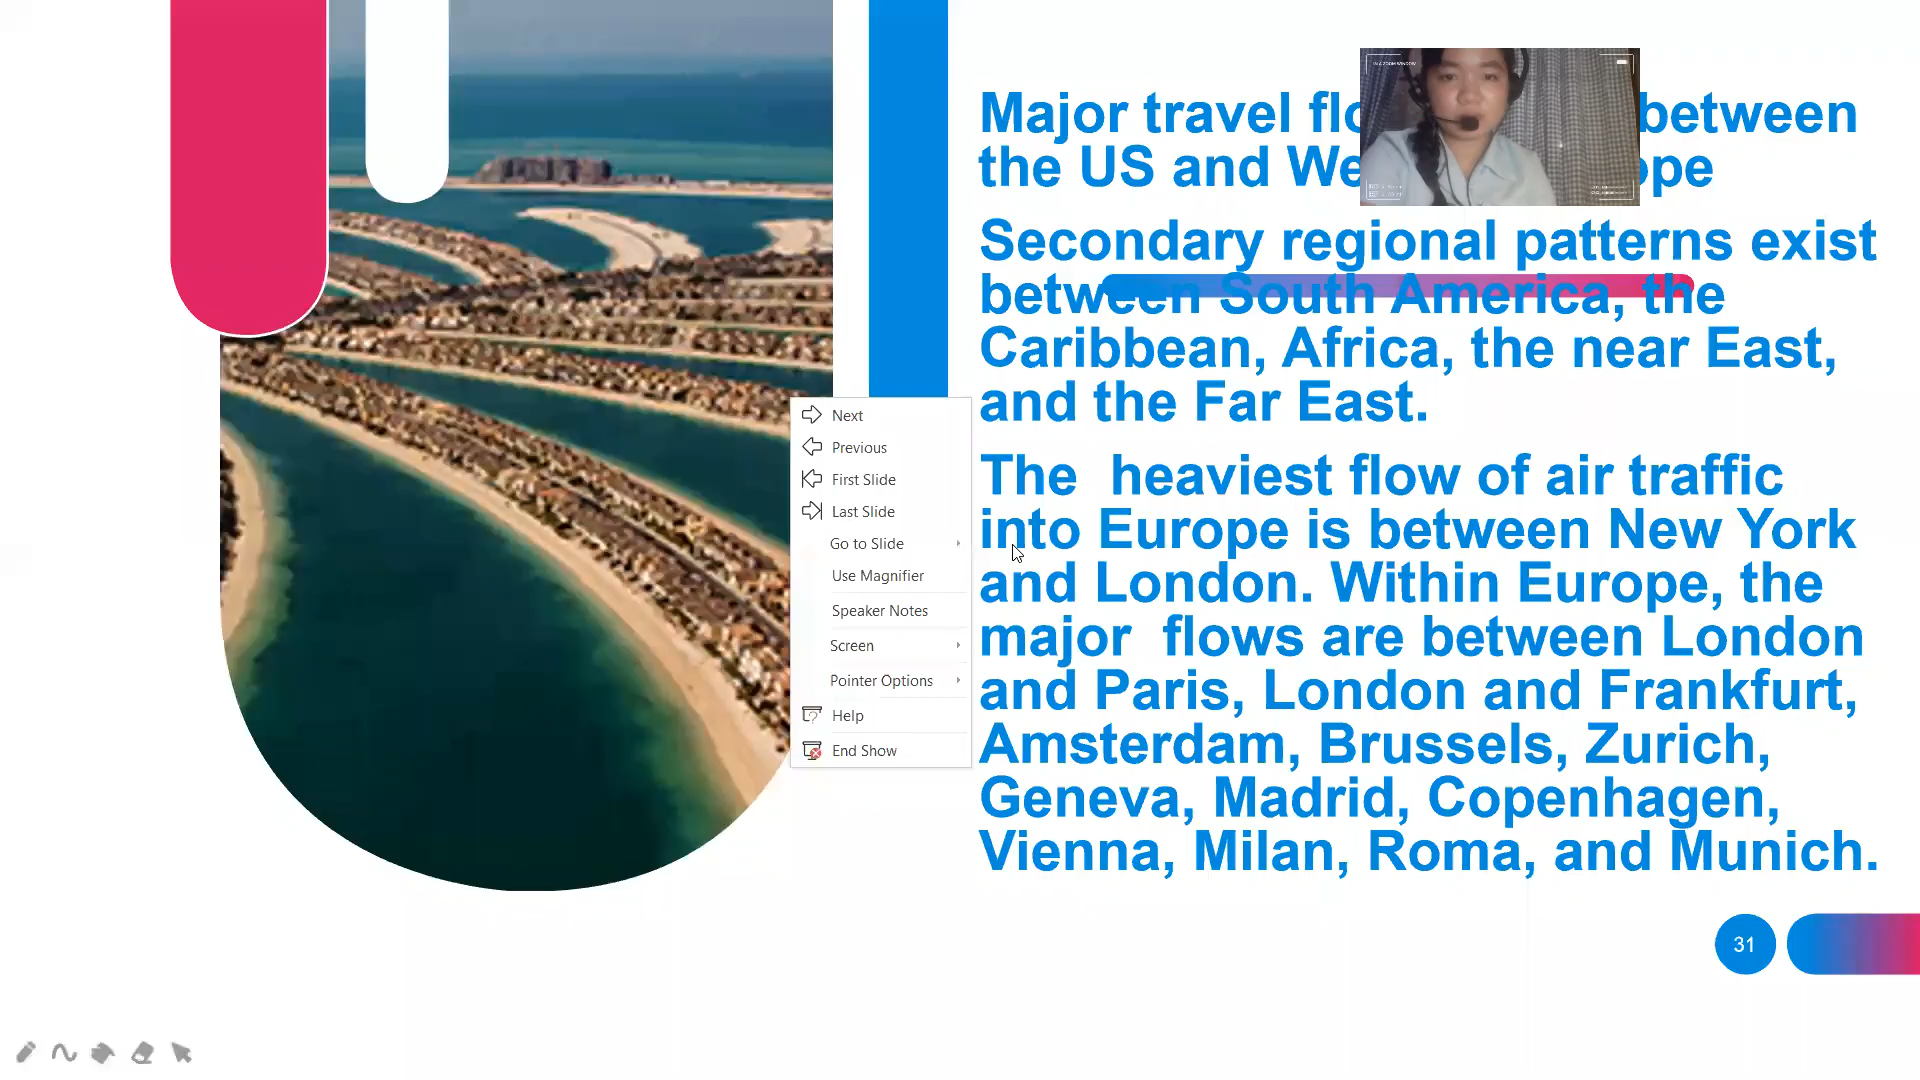 Major travel between
the US and
Secondary regional patterns exist
between South America, the
Caribbean, Africa, the near East,
and the Far East.
The heaviest flow of air traffic
into Europe is between New York
and London. Within Europe, the
major flows are between London
and Paris, London and Frankfurt,
Amsterdam, Brussels, Zurich,
Geneva, Madrid, Copenhagen,
Vienna, Milan, Roma, and Munich.
Next
Previous
First Slide
Last Slide
Go to Slide
Use Magnifier
Speaker Notes
Screen
Pointer Options
Help
End Show
31